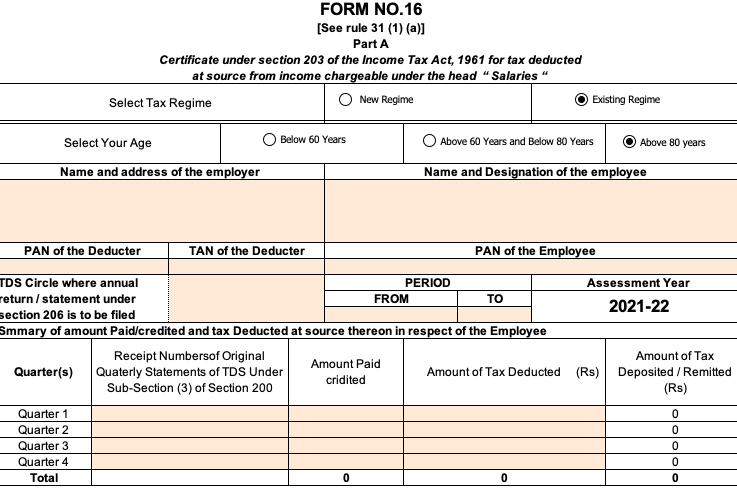 FORM NO.16
[See rule 31 (1) (a)]
Part A
Certificate under section 203 of the Income Tax Act, 1961 for tax deducted
at source from income chargeable under the head “ Salaries “
Select Tax Regime New Regime Existing Regime
Select Your Age Below 60 Years Above 60 Years and Below 80 Years Above 80 years
Name and address of the employer Name and Designation of the employee
PAN of the Deducter TAN of the Deducter PAN of the Employee
TDS Circle where annual
return / statement under
section 206 is to be filed
PERIOD
FROM TO
Assessment Year
2021-22
Smmary of amount Paid/credited and tax Deducted at source thereon in respect of the Employee
Quarter(s)
Receipt Numbersof Original
Quaterly Statements of TDS Under
Sub-Section (3) of Section 200
Amount Paid
cridited
Amount of Tax Deducted (Rs)
Amount of Tax
Deposited / Remitted
(Rs)
Quarter 1 0
Quarter 2 0
Quarter 3 0
Quarter 4 0
Total 0 0 0